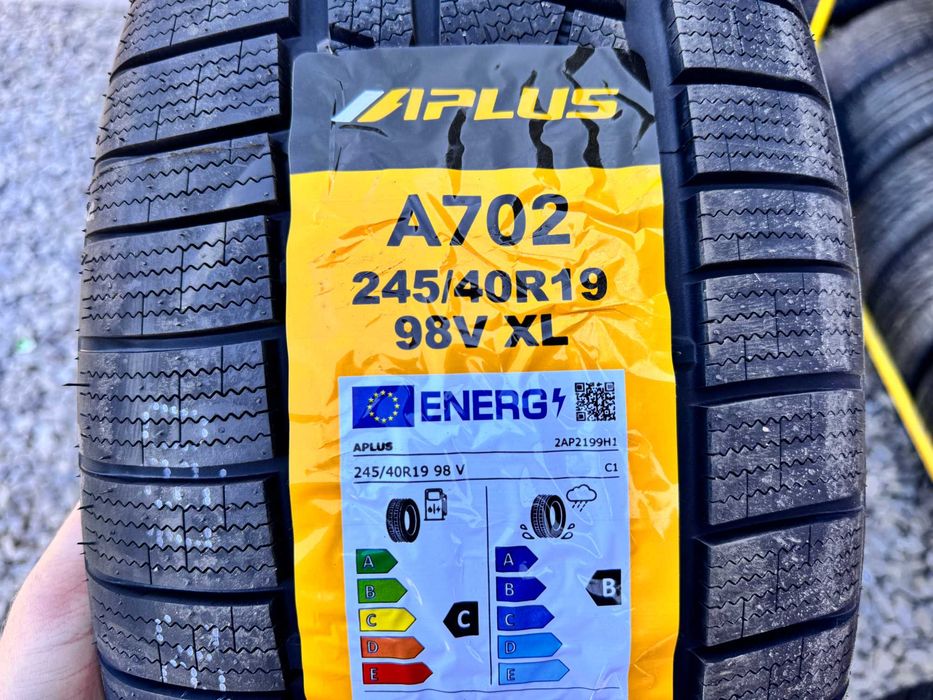 APLUS
A702
245/40R19
98V XL
ENERG
APLUS 2AP2199H1
245/40R19 98 V C1
A A
B B B
C C C
D D
E E